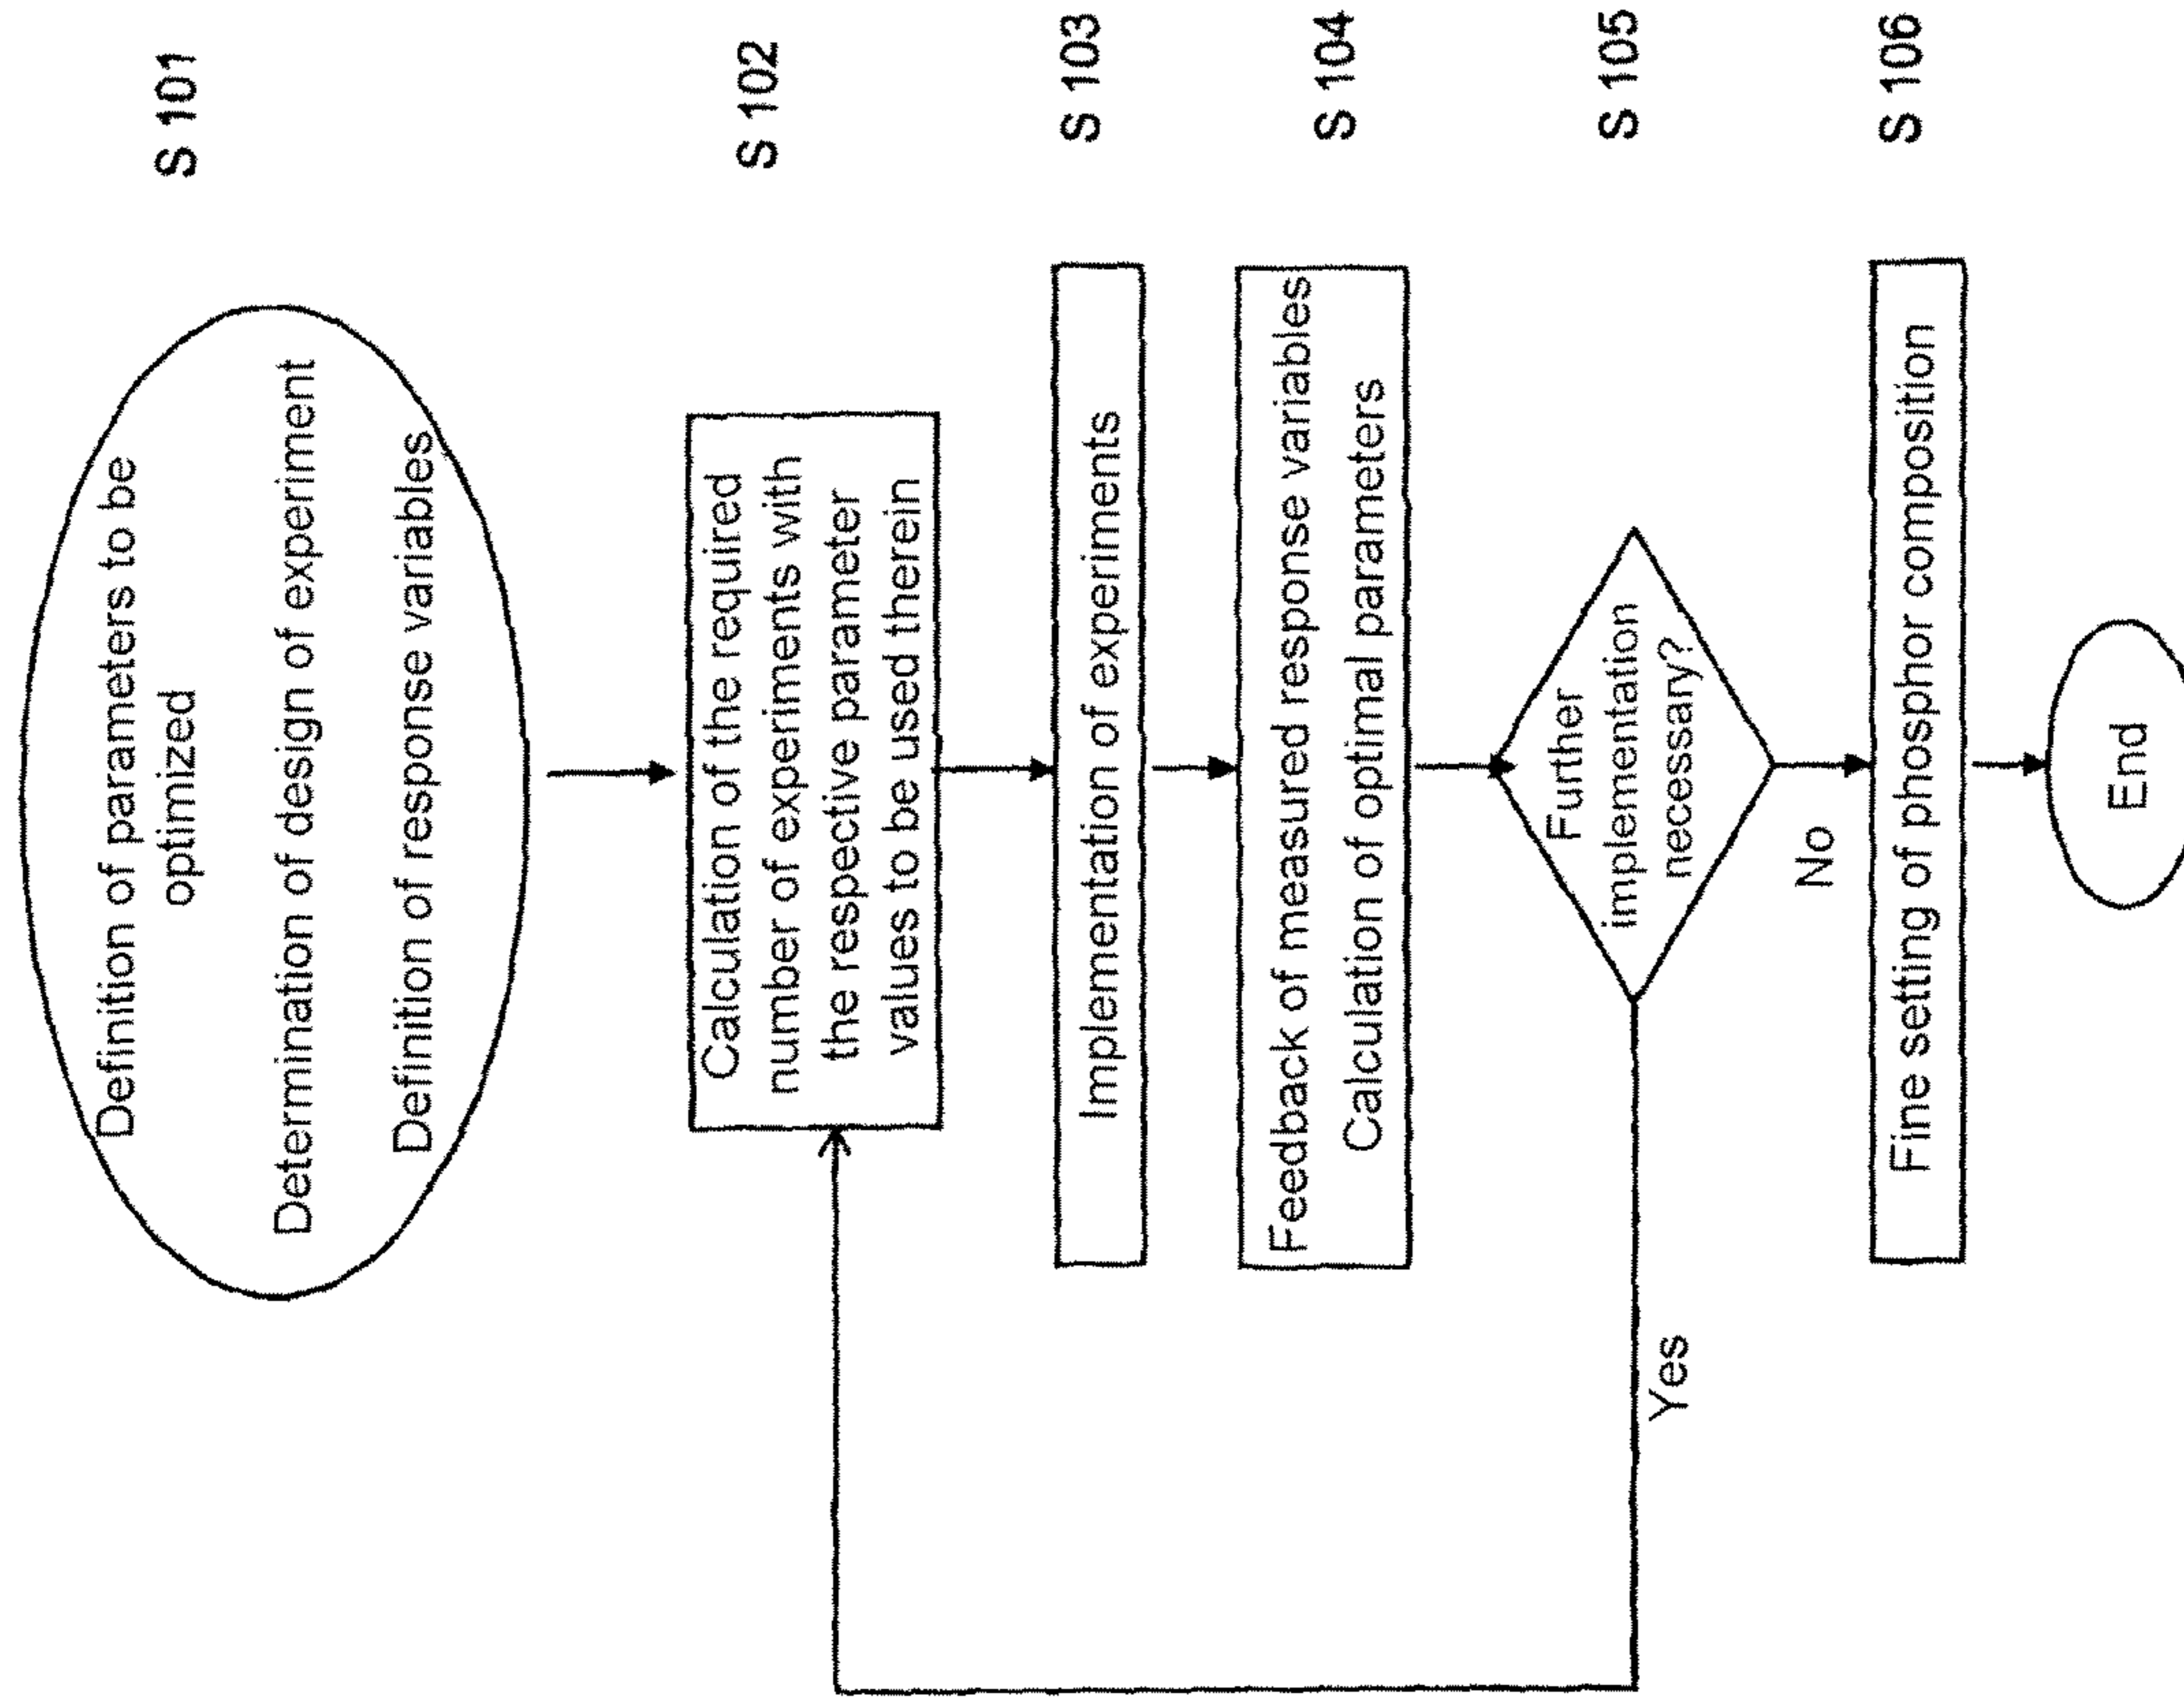 Definition of parameters to be
optimized
Determination of design of experiment
Definition of response variables
S 101
Calculation of the required
number of experiments with
the respective parameter
values to be used therein
S 102
Implementation of experiments
S 103
Feedback of measured response variables
Calculation of optimal parameters
S 104
Further
implementation
necessary?
S 105
Yes
No
Fine setting of phosphor composition
S 106
End